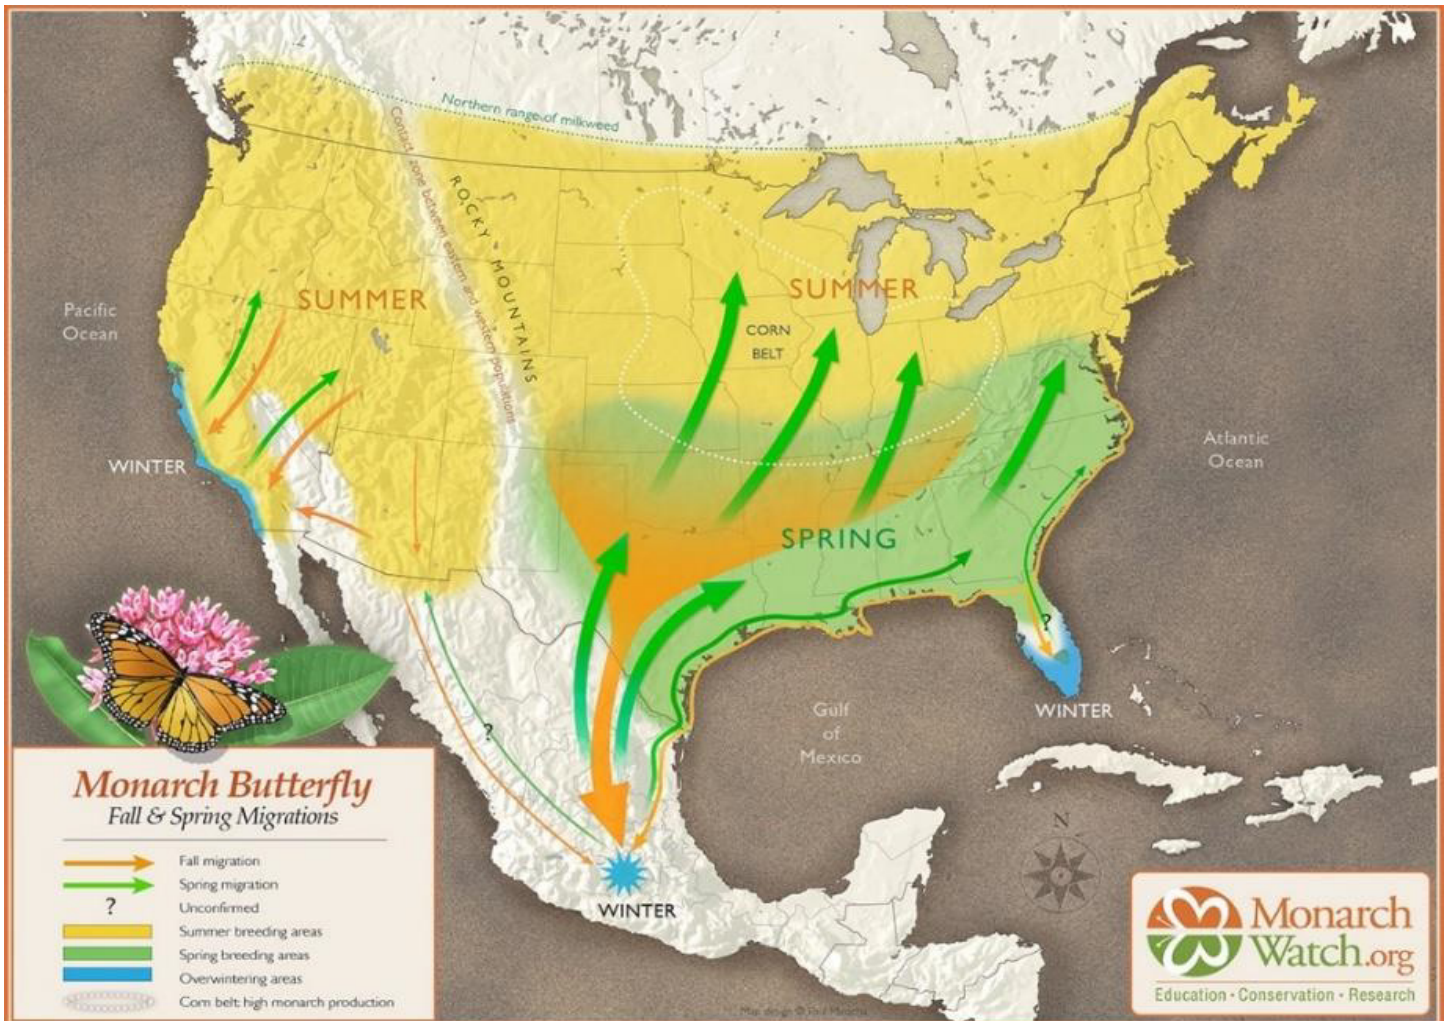 Northern range of milkweed
Contact zone between eastern and western populations
ROCKY MOUNTAINS
SUMMER
SUMMER
Pacific
Ocean
CORN
BELT
Atlantic
Ocean
WINTER
SPRING
?
?
WINTER
Gulf
of
Mexico
WINTER
N
Monarch Butterfly
Fall & Spring Migrations
Fall migration
Spring migration
?
Unconfirmed
Summer breeding areas
Spring breeding areas
Overwintering areas
Corn belt: high monarch production
Monarch
Watch.org
Education • Conservation • Research
Map design ©